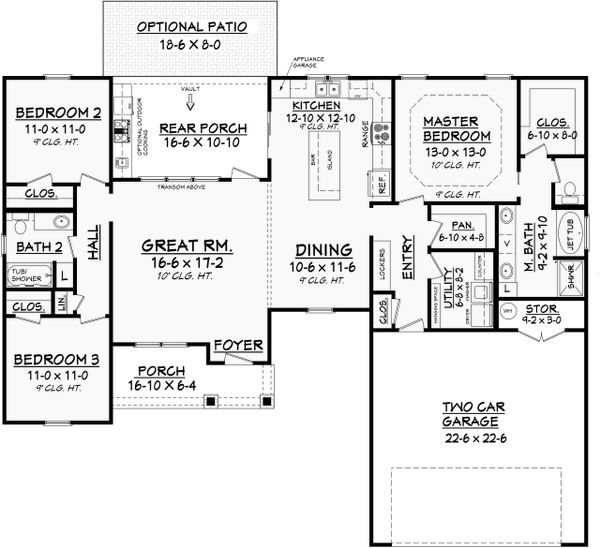 OPTIONAL PATIO
18-6 X 8-0
APPLIANCE
GARAGE
BEDROOM 2
11-0 X 11-0
9' CLG. HT.
OPTIONAL OUTDOOR
COOKING
VAULT
REAR PORCH
16-6 X 10-10
KITCHEN
12-10 X 12-10
9' CLG. HT.
RANGE
BAR
ISLAND
REF.
MASTER
BEDROOM
13-0 X 13-0
10' CLG. HT.
9' CLG. HT.
CLOS.
6-10 X 8-0
TRANSOM ABOVE
CLOS.
BATH 2
TUB/
SHOWER
L
HALL
GREAT RM.
16-6 X 17-2
10' CLG. HT.
DINING
10-6 X 11-6
9' CLG. HT.
LOCKERS
ENTRY
PAN.
6-10 X 4-8
UTILITY
6-8 X 8-2
HANGING SPACE
COUNTER
WASHER
DRYER
V
V
L
M. BATH
9-2 X 9-10
JET TUB
SHWR
CLOS.
LIN.
CLOS.
WH
STOR.
9-2 X 3-0
BEDROOM 3
11-0 X 11-0
9' CLG. HT.
FOYER
PORCH
16-10 X 6-4
TWO CAR
GARAGE
22-6 X 22-6